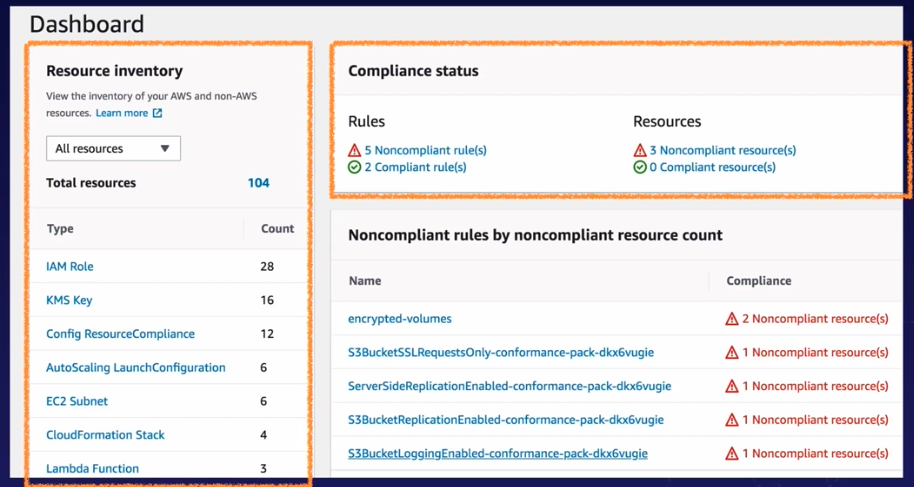 Dashboard
Resource inventory
View the inventory of your AWS and non-AWS
resources. Learn more
All resources
Total resources 104
Type Count
IAM Role 28
KMS Key 16
Config ResourceCompliance 12
AutoScaling LaunchConfiguration 6
EC2 Subnet 6
CloudFormation Stack 4
Lambda Function 3
Compliance status
Rules Resources
5 Noncompliant rule(s) 3 Noncompliant resource(s)
2 Compliant rule(s) 0 Compliant resource(s)
Noncompliant rules by noncompliant resource count
Name Compliance
encrypted-volumes 2 Noncompliant resource(s)
S3BucketSSLRequestsOnly-conformance-pack-dkx6vugie 1 Noncompliant resource(s)
ServerSideReplicationEnabled-conformance-pack-dkx6vugie 1 Noncompliant resource(s)
S3BucketReplicationEnabled-conformance-pack-dkx6vugie 1 Noncompliant resource(s)
S3BucketLoggingEnabled-conformance-pack-dkx6vugie 1 Noncompliant resource(s)